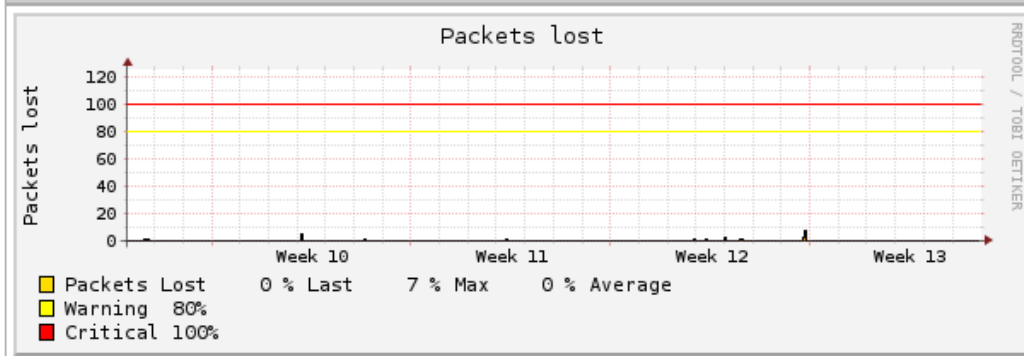 Packets lost
RRDTOOL / TOBI OETIKER
Packets lost
120
100
80
60
40
20
0
Week 10 Week 11 Week 12 Week 13
Packets Lost 0 % Last 7 % Max 0 % Average
Warning 80%
Critical 100%